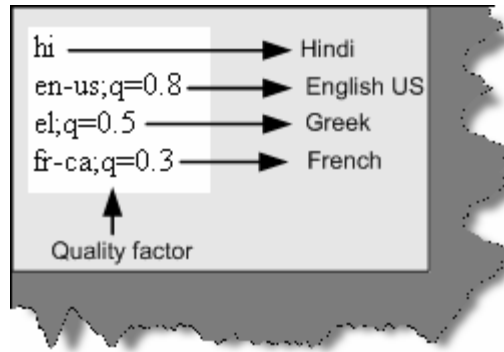 hi Hindi
en-us;q=0.8 English US
el;q=0.5 Greek
fr-ca;q=0.3 French
Quality factor